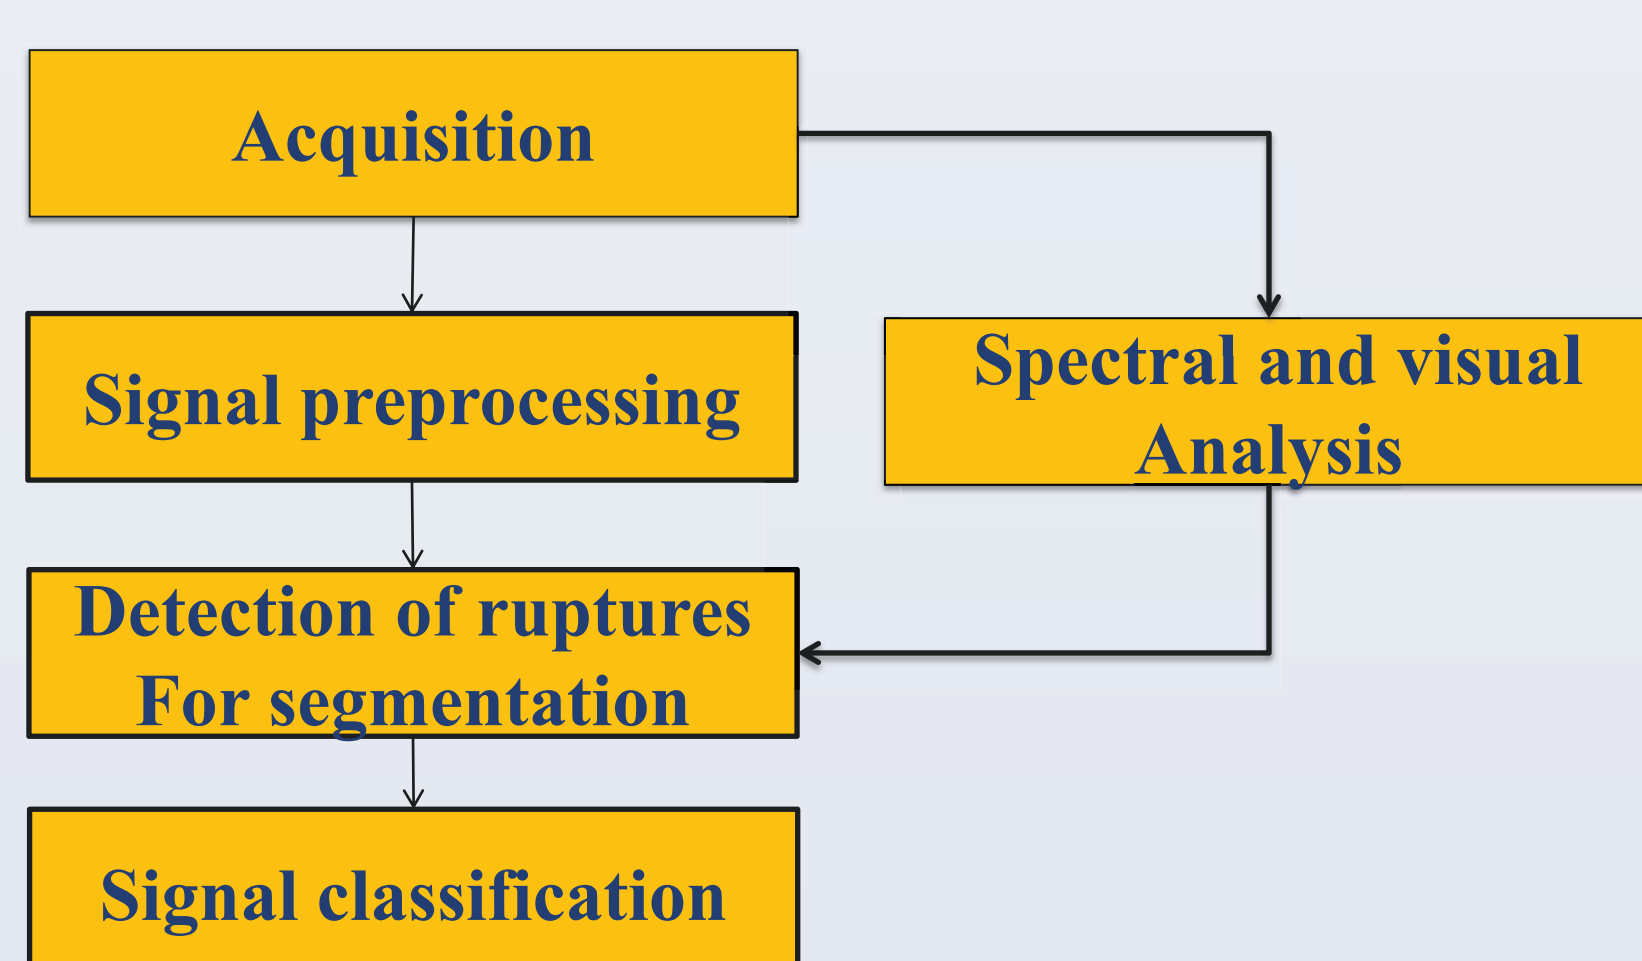 Acquisition
Signal preprocessing
Spectral and visual
Analysis
Detection of ruptures
For segmentation
Signal classification